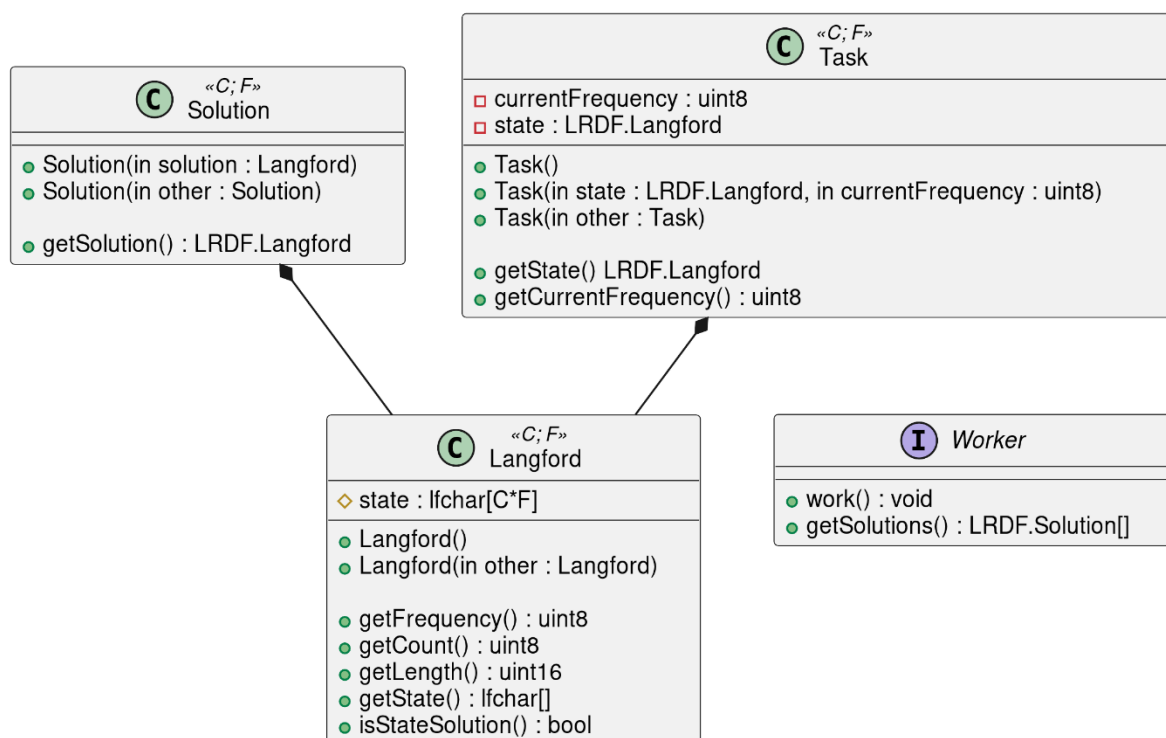 C «C; F»
Solution
Solution(in solution : Langford)
Solution(in other : Solution)
getSolution() : LRDF.Langford
C «C; F»
Task
currentFrequency : uint8
state : LRDF.Langford
Task()
Task(in state : LRDF.Langford, in currentFrequency : uint8)
Task(in other : Task)
getState() LRDF.Langford
getCurrentFrequency() : uint8
C «C; F»
Langford
state : lfchar[C*F]
Langford()
Langford(in other : Langford)
getFrequency() : uint8
getCount() : uint8
getLength() : uint16
getState() : lfchar[]
isStateSolution() : bool
I Worker
work() : void
getSolutions() : LRDF.Solution[]